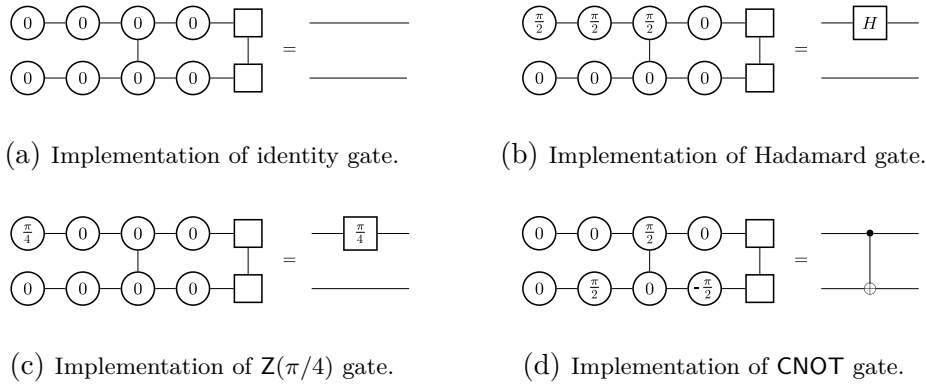 0 0 0 0
=
0 0 0 0
(a) Implementation of identity gate.
π/2 π/2 π/2 0 H
=
0 0 0 0
(b) Implementation of Hadamard gate.
π/4 0 0 0 π/4
=
0 0 0 0
(c) Implementation of Z(π/4) gate.
0 0 π/2 0
=
0 π/2 0 -π/2
(d) Implementation of CNOT gate.